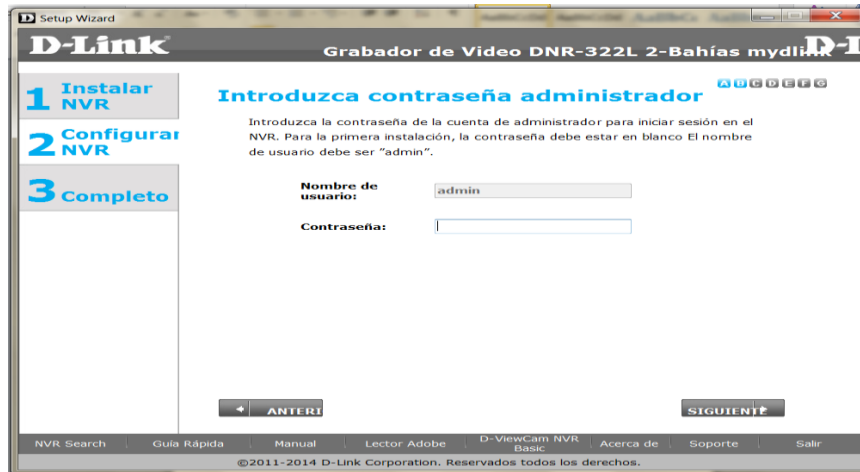 Setup Wizard
D-Link
Grabador de Video DNR-322L 2-Bahías mydlink
D-L
1 Instalar
NVR
2 Configurar
NVR
3 Completo
A B C D E F G
Introduzca contraseña administrador
Introduzca la contraseña de la cuenta de administrador para iniciar sesión en el
NVR. Para la primera instalación, la contraseña debe estar en blanco El nombre
de usuario debe ser "admin".
Nombre de
usuario:
admin
Contraseña:
ANTERI
SIGUIENTE
NVR Search
Guía Rápida
Manual
Lector Adobe
D-ViewCam NVR
Basic
Acerca de
Soporte
Salir
©2011-2014 D-Link Corporation. Reservados todos los derechos.